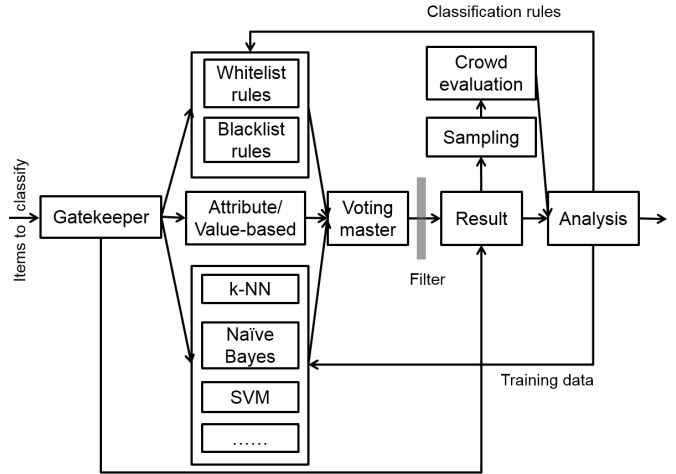 Classification rules
Whitelist
rules
Blacklist
rules
Crowd
evaluation
Sampling
Items to classify
Gatekeeper
Attribute/
Value-based
Voting
master
Result
Analysis
Filter
k-NN
Naïve
Bayes
SVM
......
Training data